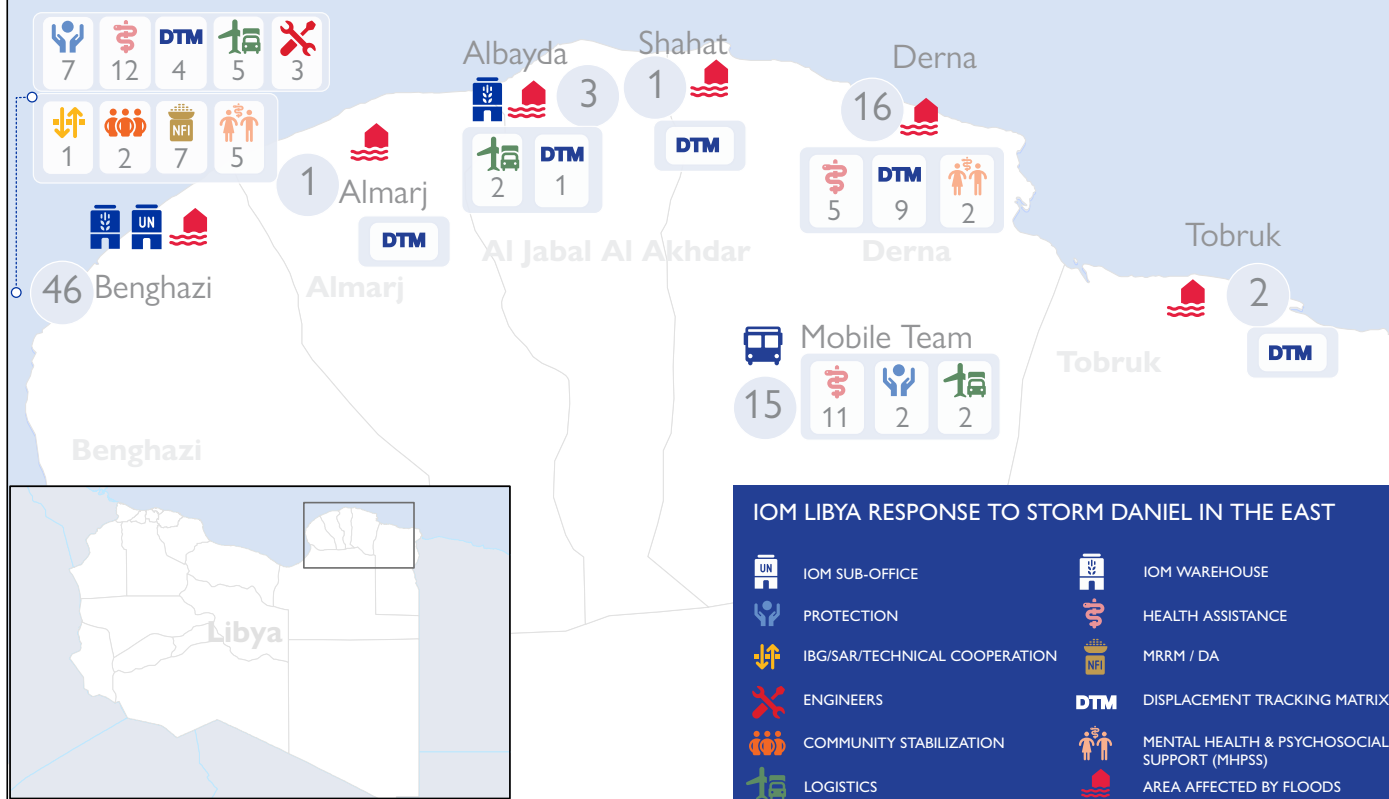 DTM
7 12 4 5 3
NFI
1 2 7 5
Albayda
3
Shahat
1
Derna
16
2
DTM
1
DTM
DTM
5 9 2
1
Almarj
DTM
UN
46 Benghazi
Al Jabal Al Akhdar
Derna
Almarj
Tobruk
2
DTM
Mobile Team
15
11 2 2
Tobruk
Benghazi
Libya
IOM LIBYA RESPONSE TO STORM DANIEL IN THE EAST
UN
IOM SUB-OFFICE
IOM WAREHOUSE
PROTECTION
HEALTH ASSISTANCE
IBG/SAR/TECHNICAL COOPERATION
NFI
MRRM / DA
ENGINEERS
DTM
DISPLACEMENT TRACKING MATRIX
COMMUNITY STABILIZATION
MENTAL HEALTH & PSYCHOSOCIAL
SUPPORT (MHPSS)
LOGISTICS
AREA AFFECTED BY FLOODS